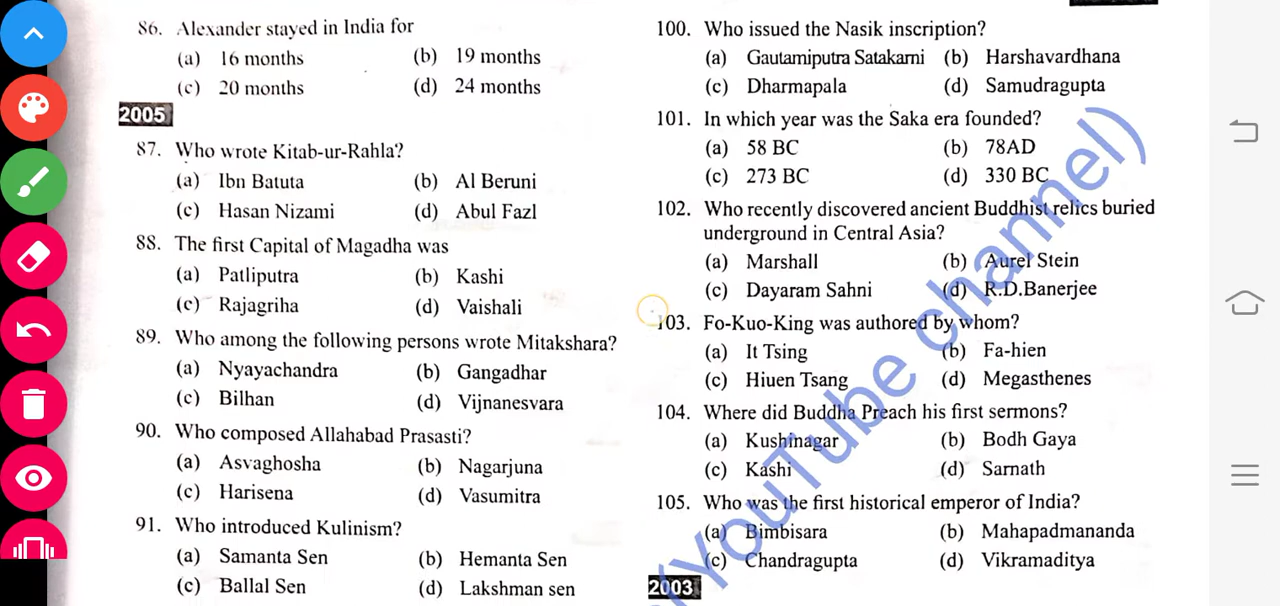 86. Alexander stayed in India for
(a) 16 months (b) 19 months
(c) 20 months (d) 24 months
2005
87. Who wrote Kitab-ur-Rahla?
(a) Ibn Batuta (b) Al Beruni
(c) Hasan Nizami (d) Abul Fazl
88. The first Capital of Magadha was
(a) Patliputra (b) Kashi
(c) Rajagriha (d) Vaishali
89. Who among the following persons wrote Mitakshara?
(a) Nyayachandra (b) Gangadhar
(c) Bilhan (d) Vijnanesvara
90. Who composed Allahabad Prasasti?
(a) Asvaghosha (b) Nagarjuna
(c) Harisena (d) Vasumitra
91. Who introduced Kulinism?
(a) Samanta Sen (b) Hemanta Sen
(c) Ballal Sen (d) Lakshman sen
100. Who issued the Nasik inscription?
(a) Gautamiputra Satakarni (b) Harshavardhana
(c) Dharmapala (d) Samudragupta
101. In which year was the Saka era founded?
(a) 58 BC (b) 78AD
(c) 273 BC (d) 330 BC
102. Who recently discovered ancient Buddhist relics buried
underground in Central Asia?
(a) Marshall (b) Aurel Stein
(c) Dayaram Sahni (d) R.D.Banerjee
103. Fo-Kuo-King was authored by whom?
(a) It Tsing (b) Fa-hien
(c) Hiuen Tsang (d) Megasthenes
104. Where did Buddha Preach his first sermons?
(a) Kushinagar (b) Bodh Gaya
(c) Kashi (d) Sarnath
105. Who was the first historical emperor of India?
(a) Bimbisara (b) Mahapadmananda
(c) Chandragupta (d) Vikramaditya
2003
(YouTube channel)